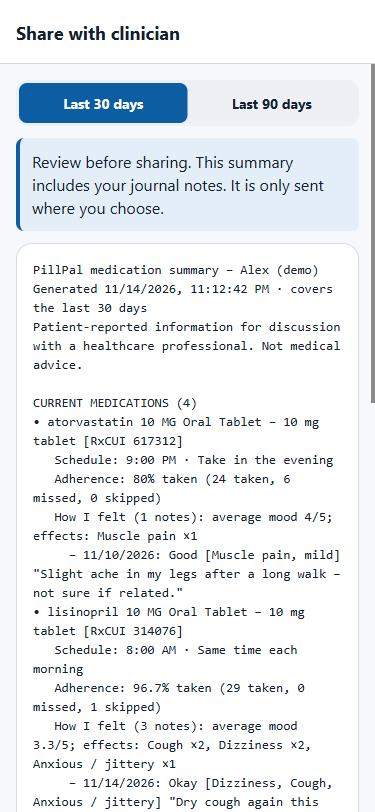 Share with clinician
Last 30 days
Last 90 days
Review before sharing. This summary
includes your journal notes. It is only sent
where you choose.
PillPal medication summary – Alex (demo)
Generated 11/14/2026, 11:12:42 PM · covers
the last 30 days
Patient-reported information for discussion
with a healthcare professional. Not medical
advice.
CURRENT MEDICATIONS (4)
• atorvastatin 10 MG Oral Tablet – 10 mg
tablet [RxCUI 617312]
Schedule: 9:00 PM · Take in the evening
Adherence: 80% taken (24 taken, 6
missed, 0 skipped)
How I felt (1 notes): average mood 4/5;
effects: Muscle pain ×1
– 11/10/2026: Good [Muscle pain, mild]
"Slight ache in my legs after a long walk –
not sure if related."
• lisinopril 10 MG Oral Tablet – 10 mg
tablet [RxCUI 314076]
Schedule: 8:00 AM · Same time each
morning
Adherence: 96.7% taken (29 taken, 0
missed, 1 skipped)
How I felt (3 notes): average mood
3.3/5; effects: Cough ×2, Dizziness ×2,
Anxious / jittery ×1
– 11/14/2026: Okay [Dizziness, Cough,
Anxious / jittery] "Dry cough again this